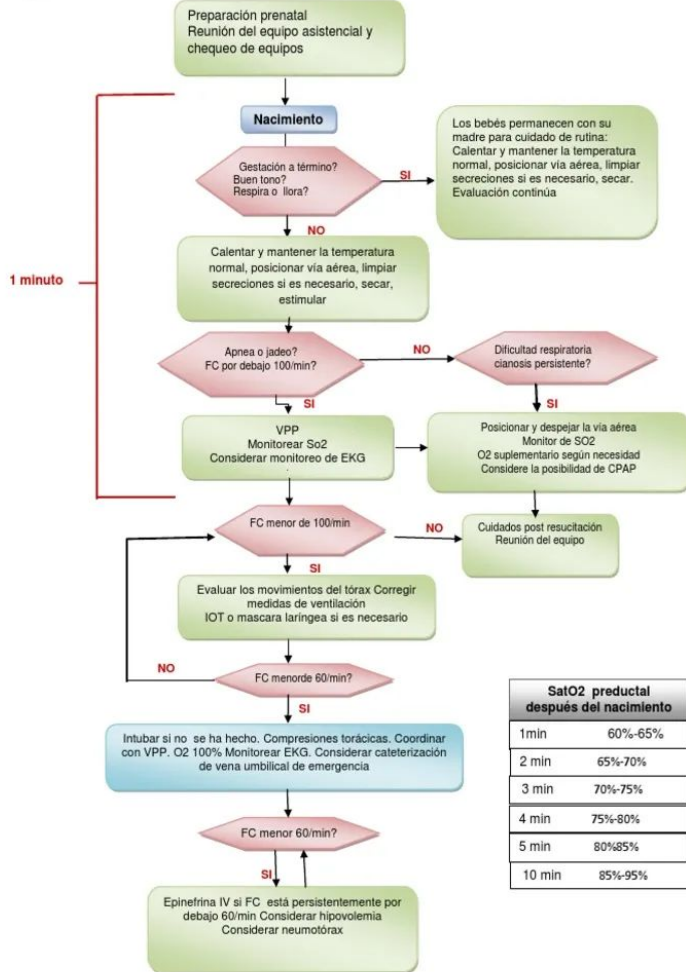 Preparación prenatal
Reunión del equipo asistencial y
chequeo de equipos
Nacimiento
Los bebés permanecen con su
madre para cuidado de rutina:
Calentar y mantener la temperatura
normal, posicionar vía aérea, limpiar
secreciones si es necesario, secar.
Evaluación continúa
Gestación a término?
Buen tono?
Respira o llora?
SI
NO
Calentar y mantener la temperatura
normal, posicionar vía aérea, limpiar
secreciones si es necesario, secar,
estimular
1 minuto
Apnea o jadeo?
FC por debajo 100/min?
NO
Dificultad respiratoria
cianosis persistente?
SI
SI
VPP
Monitorear So2
Considerar monitoreo de EKG
.
Posicionar y despejar la vía aérea
Monitor de SO2
O2 suplementario según necesidad
Considere la posibilidad de CPAP
FC menor de 100/min
NO
Cuidados post resucitación
Reunión del equipo
SI
Evaluar los movimientos del tórax Corregir
medidas de ventilación
IOT o mascara laríngea si es necesario
NO
FC menorde 60/min?
SI
Intubar si no se ha hecho. Compresiones torácicas. Coordinar
con VPP. O2 100% Monitorear EKG. Considerar cateterización
de vena umbilical de emergencia
FC menor 60/min?
SI
Epinefrina IV si FC está persistentemente por
debajo 60/min Considerar hipovolemia
Considerar neumotórax
SatO2 preductal
después del nacimiento
1min 60%-65%
2 min 65%-70%
3 min 70%-75%
4 min 75%-80%
5 min 80%85%
10 min 85%-95%